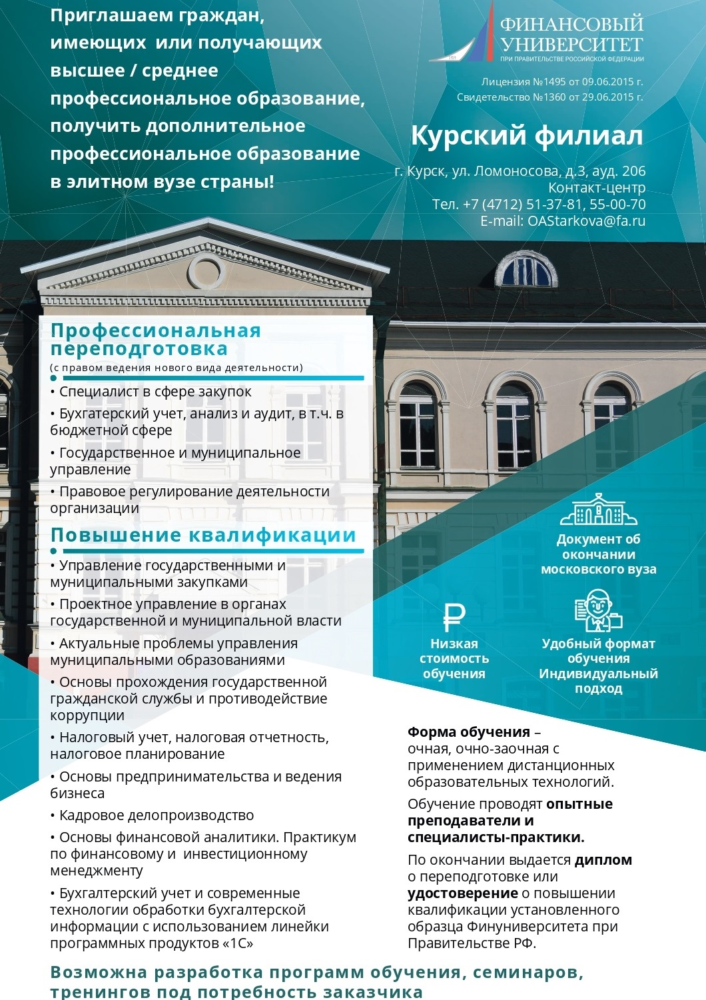 Приглашаем граждан,
имеющих или получающих
высшее / среднее
профессиональное образование,
получить дополнительное
профессиональное образование
в элитном вузе страны!
ФИНАНСОВЫЙ
УНИВЕРСИТЕТ
ПРИ ПРАВИТЕЛЬСТВЕ РОССИЙСКОЙ ФЕДЕРАЦИИ
Лицензия №1495 от 09.06.2015 г.
Свидетельство №1360 от 29.06.2015 г.
Курский филиал
г. Курск, ул. Ломоносова, д.3, ауд. 206
Контакт-центр
Тел. +7 (4712) 51-37-81, 55-00-70
E-mail: OAStarkova@fa.ru
Профессиональная
переподготовка
(с правом ведения нового вида деятельности)
• Специалист в сфере закупок
• Бухгатерский учет, анализ и аудит, в т.ч. в
бюджетной сфере
• Государственное и муниципальное
управление
• Правовое регулирование деятельности
организации
Повышение квалификации
• Управление государственными и
муниципальными закупками
• Проектное управление в органах
государственной и муниципальной власти
• Актуальные проблемы управления
муниципальными образованиями
• Основы прохождения государственной
гражданской службы и противодействие
коррупции
• Налоговый учет, налоговая отчетность,
налоговое планирование
• Основы предпринимательства и ведения
бизнеса
• Кадровое делопроизводство
• Основы финансовой аналитики. Практикум
по финансовому и инвестиционному
менеджменту
• Бухгалтерский учет и современные
технологии обработки бухгалтерской
информации с использованием линейки
программных продуктов «1С»
Документ об
окончании
московского вуза
Низкая
стоимость
обучения
Удобный формат
обучения
Индивидуальный
подход
Форма обучения –
очная, очно-заочная с
применением дистанционных
образовательных технологий.
Обучение проводят опытные
преподаватели и
специалисты-практики.
По окончании выдается диплом
о переподготовке или
удостоверение о повышении
квалификации установленного
образца Финуниверситета при
Правительстве РФ.
Возможна разработка программ обучения, семинаров,
тренингов под потребность заказчика